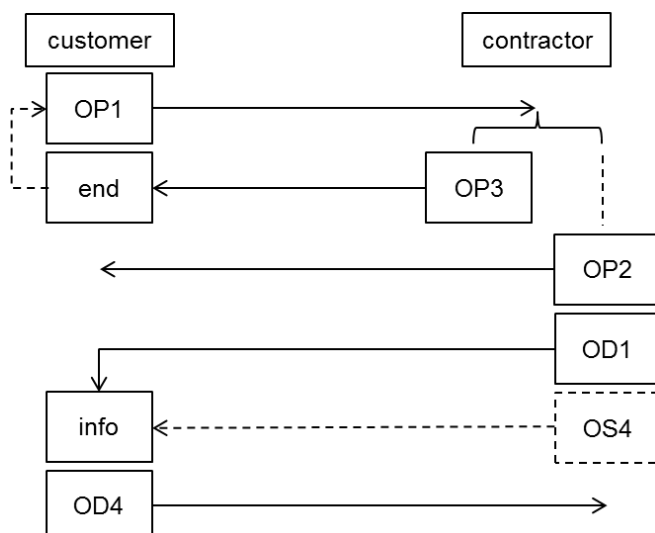 customer
contractor
OP1
end
OP3
OP2
OD1
info
OS4
OD4